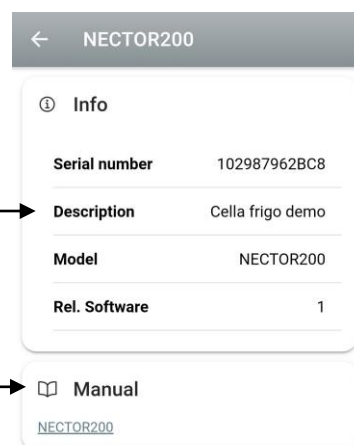 NECTOR200
Info
Serial number 102987962BC8
Description Cella frigo demo
Model NECTOR200
Rel. Software 1
Manual
NECTOR200